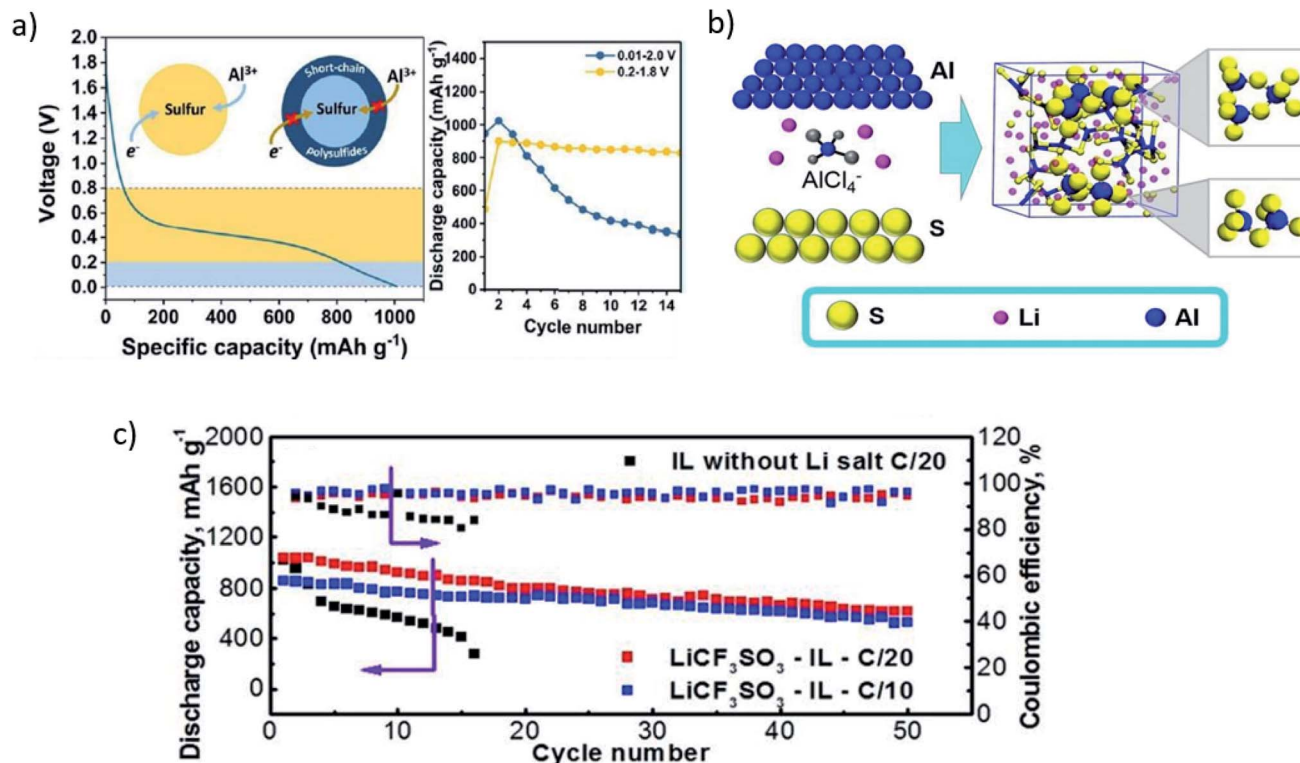 a)
Voltage (V)
2.0
1.8
1.6
1.4
1.2
1.0
0.8
0.6
0.4
0.2
0.0
0 200 400 600 800 1000
Specific capacity (mAh g⁻¹)
Al³⁺
Sulfur
e⁻
Short-chain
Al³⁺
Sulfur
polysulfides
e⁻
Discharge capacity (mAh g⁻¹)
1400
1200
1000
800
600
400
200
0
2 4 6 8 10 12 14
Cycle number
0.01-2.0 V
0.2-1.8 V
b)
Al
AlCl₄⁻
S
S Li Al
c)
Discharge capacity, mAh g⁻¹
2000
1600
1200
800
400
0
0 10 20 30 40 50
Cycle number
120
100
80
60
40
20
0
Coulombic efficiency, %
IL without Li salt C/20
LiCF₃SO₃ - IL - C/20
LiCF₃SO₃ - IL - C/10